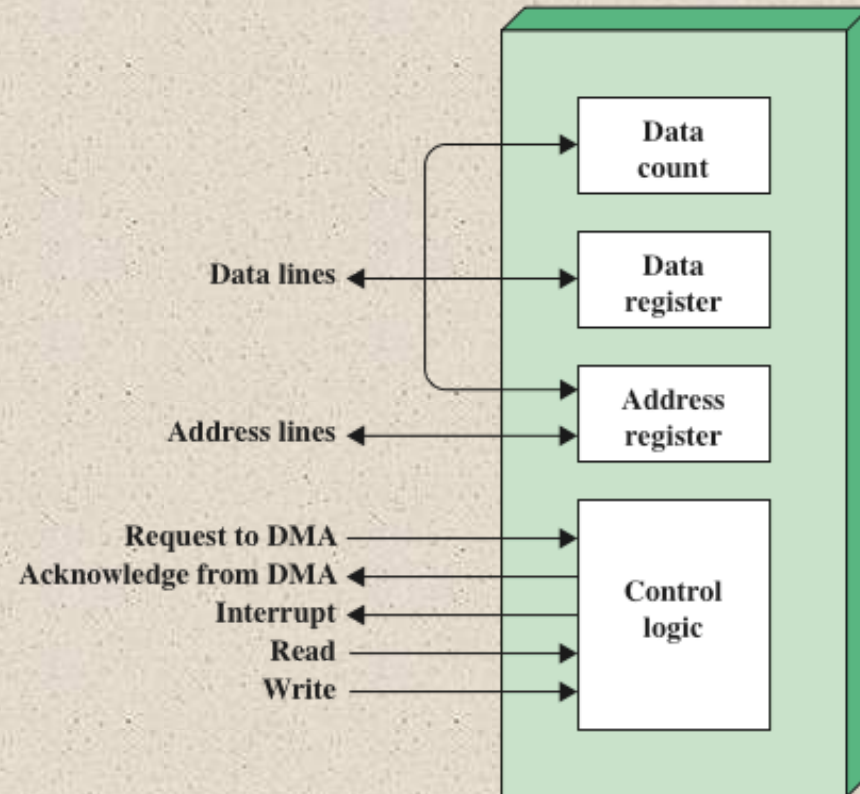 Data
count
Data lines
Data
register
Address
register
Address lines
Request to DMA
Acknowledge from DMA
Interrupt
Read
Write
Control
logic